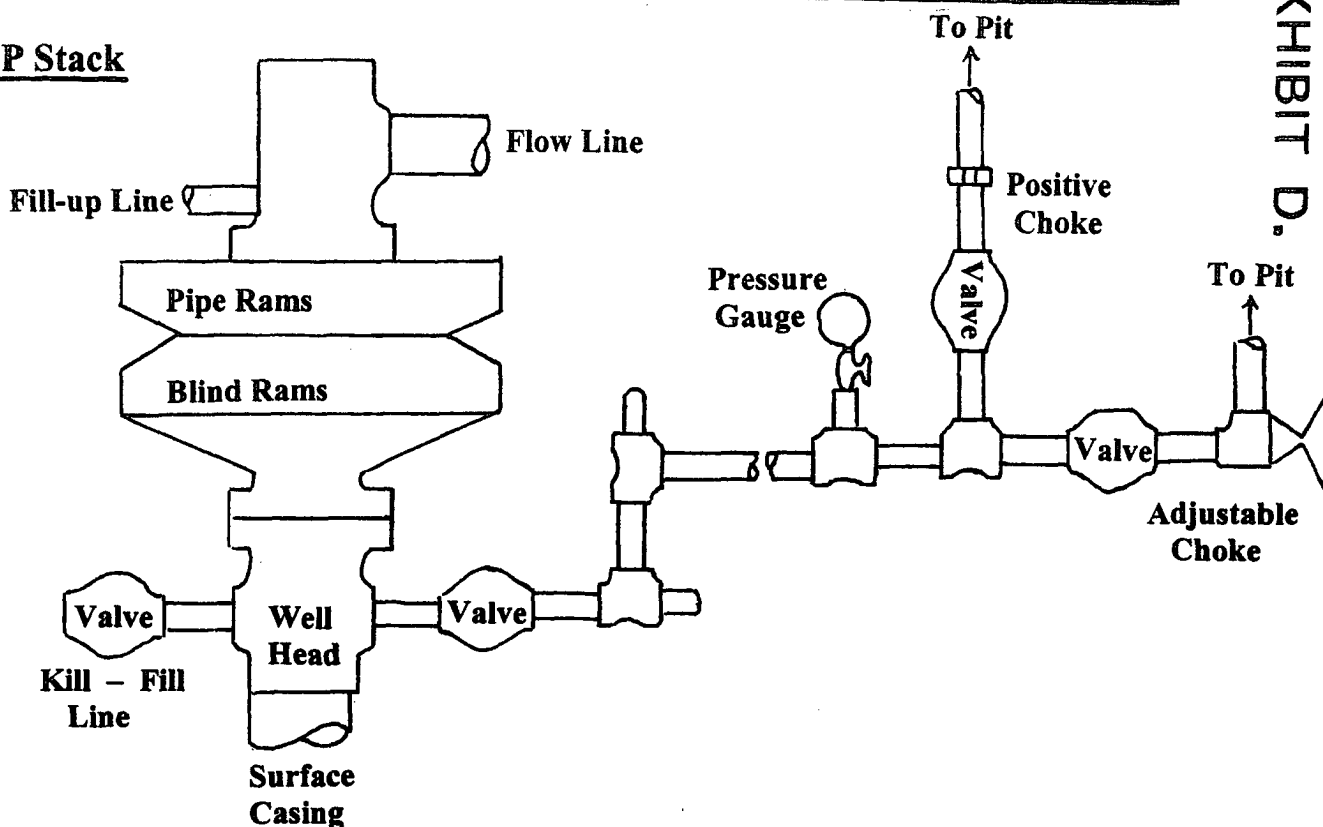 P Stack
To Pit
KHIBIT D.
Flow Line
Fill-up Line
Positive
Choke
Pipe Rams
Pressure
Gauge
Valve
To Pit
Blind Rams
Valve
Adjustable
Choke
Valve
Well
Head
Valve
Kill – Fill
Line
Surface
Casing